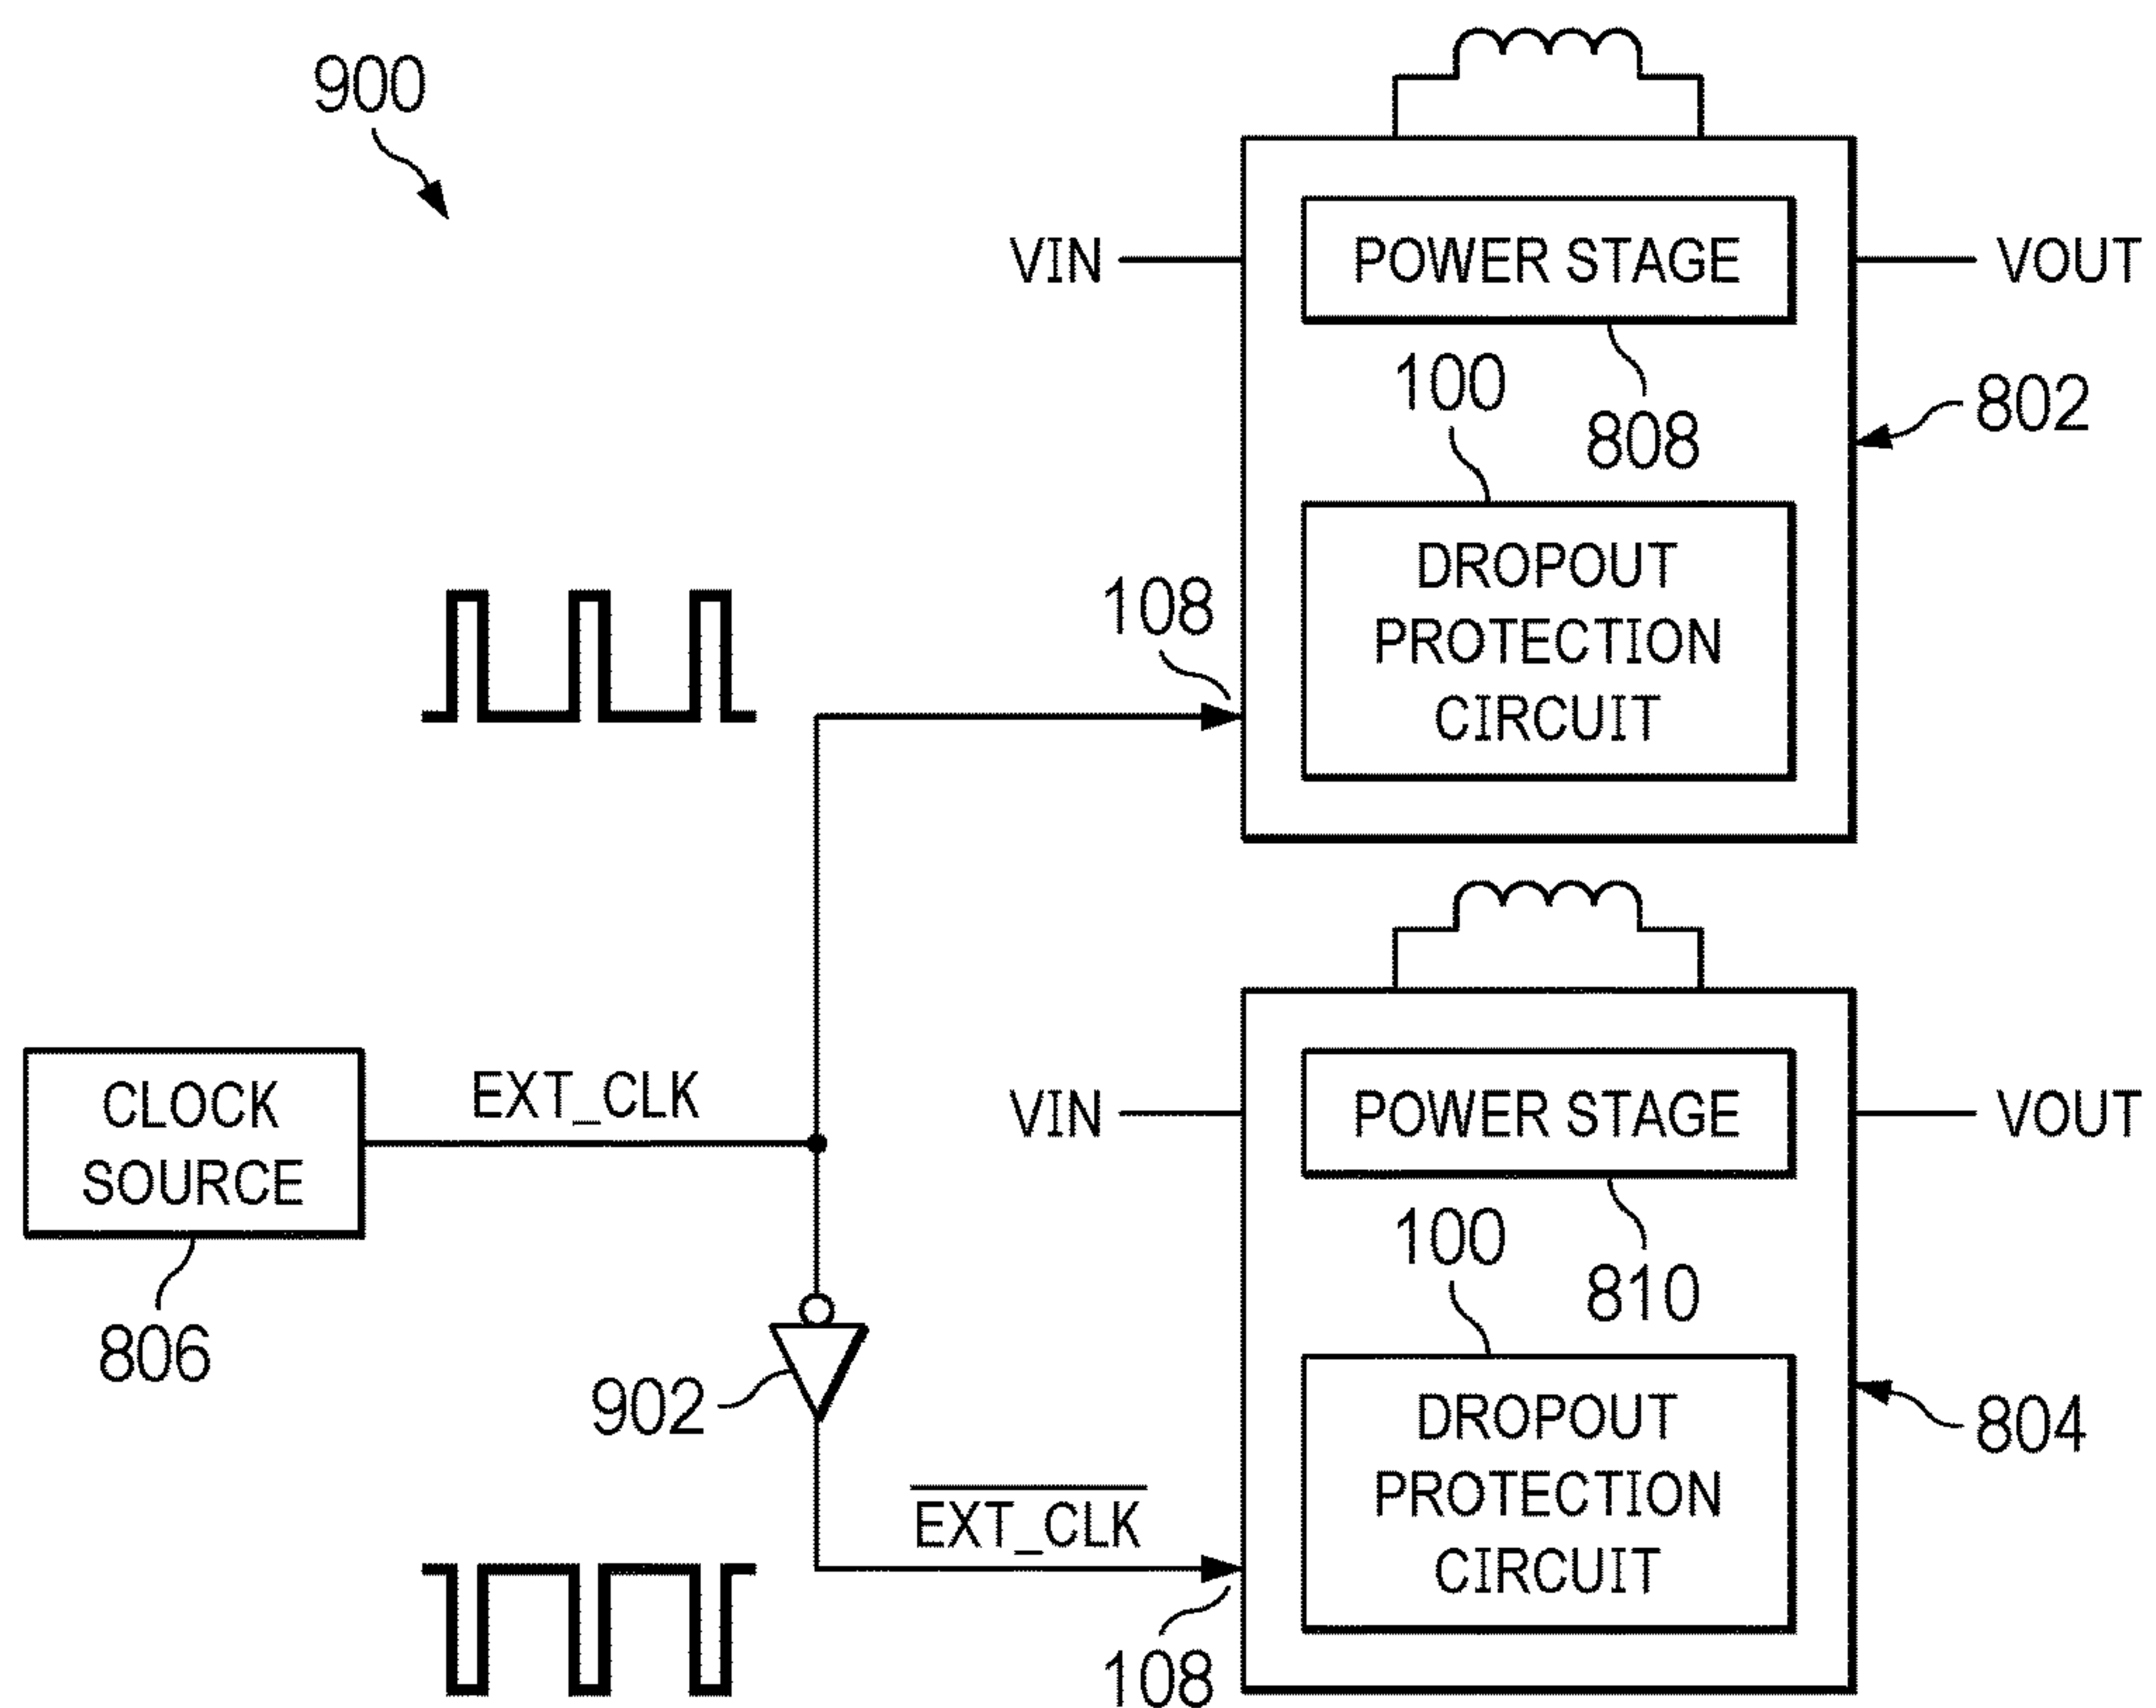 900
VIN
POWER STAGE
VOUT
100
808
802
108
DROPOUT
PROTECTION
CIRCUIT
CLOCK
SOURCE
806
EXT_CLK
902
E̅X̅T̅_̅C̅L̅K̅
VIN
POWER STAGE
VOUT
100
810
804
DROPOUT
PROTECTION
CIRCUIT
108